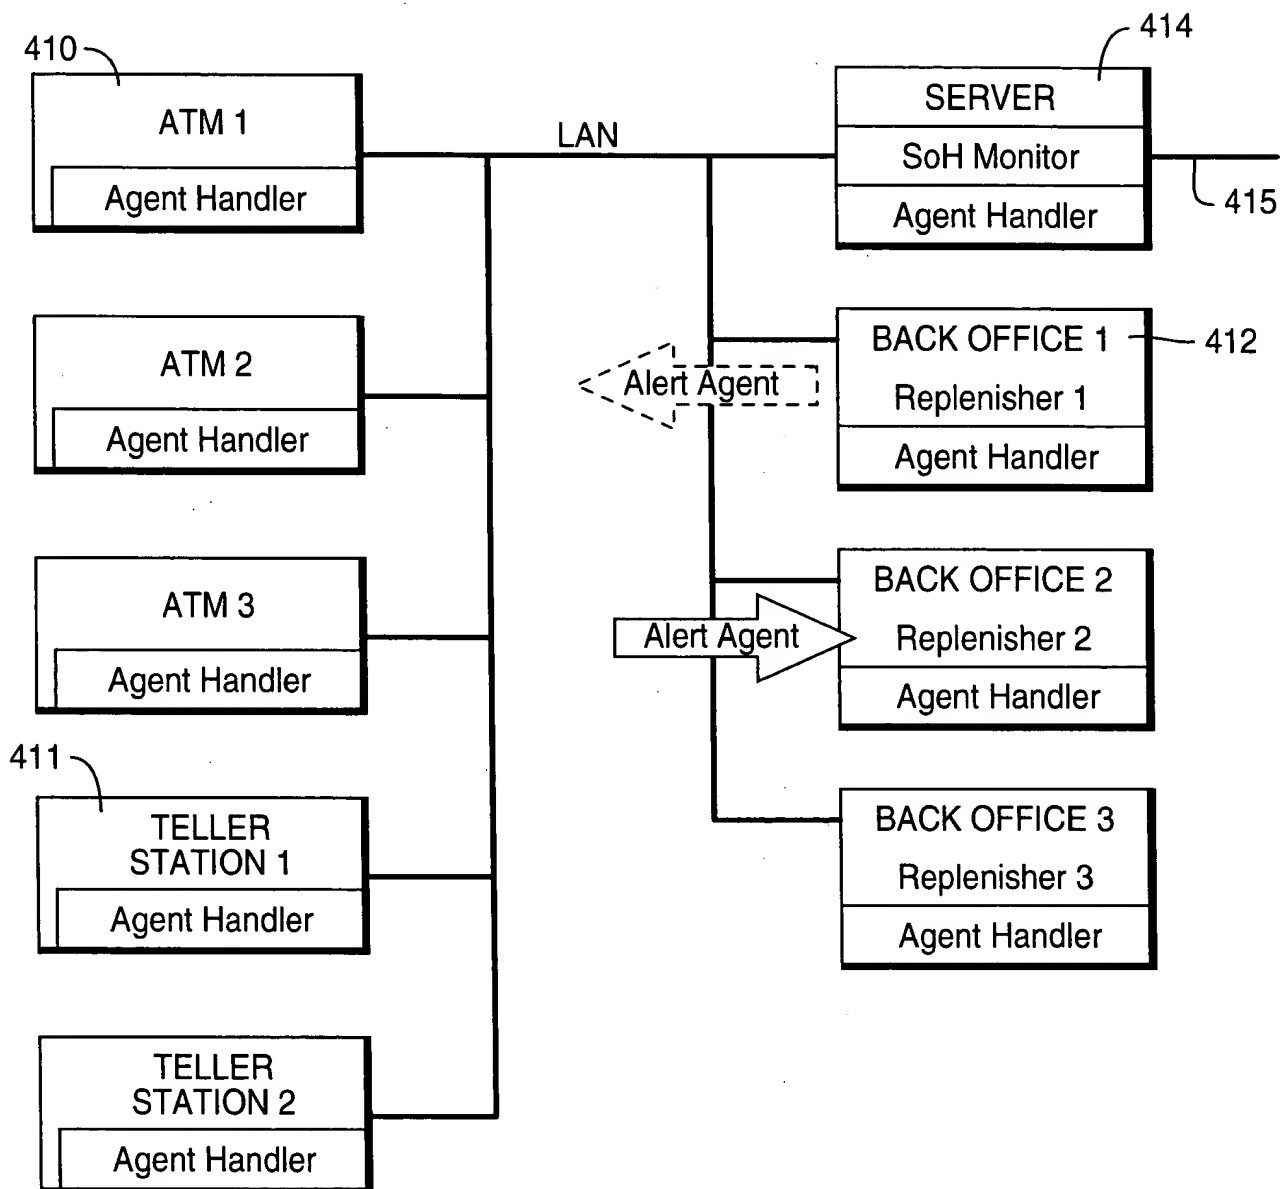 410
ATM 1
Agent Handler
ATM 2
Agent Handler
ATM 3
Agent Handler
411
TELLER
STATION 1
Agent Handler
TELLER
STATION 2
Agent Handler
LAN
414
SERVER
SoH Monitor
Agent Handler
415
BACK OFFICE 1
412
Replenisher 1
Agent Handler
Alert Agent
BACK OFFICE 2
Replenisher 2
Agent Handler
Alert Agent
BACK OFFICE 3
Replenisher 3
Agent Handler